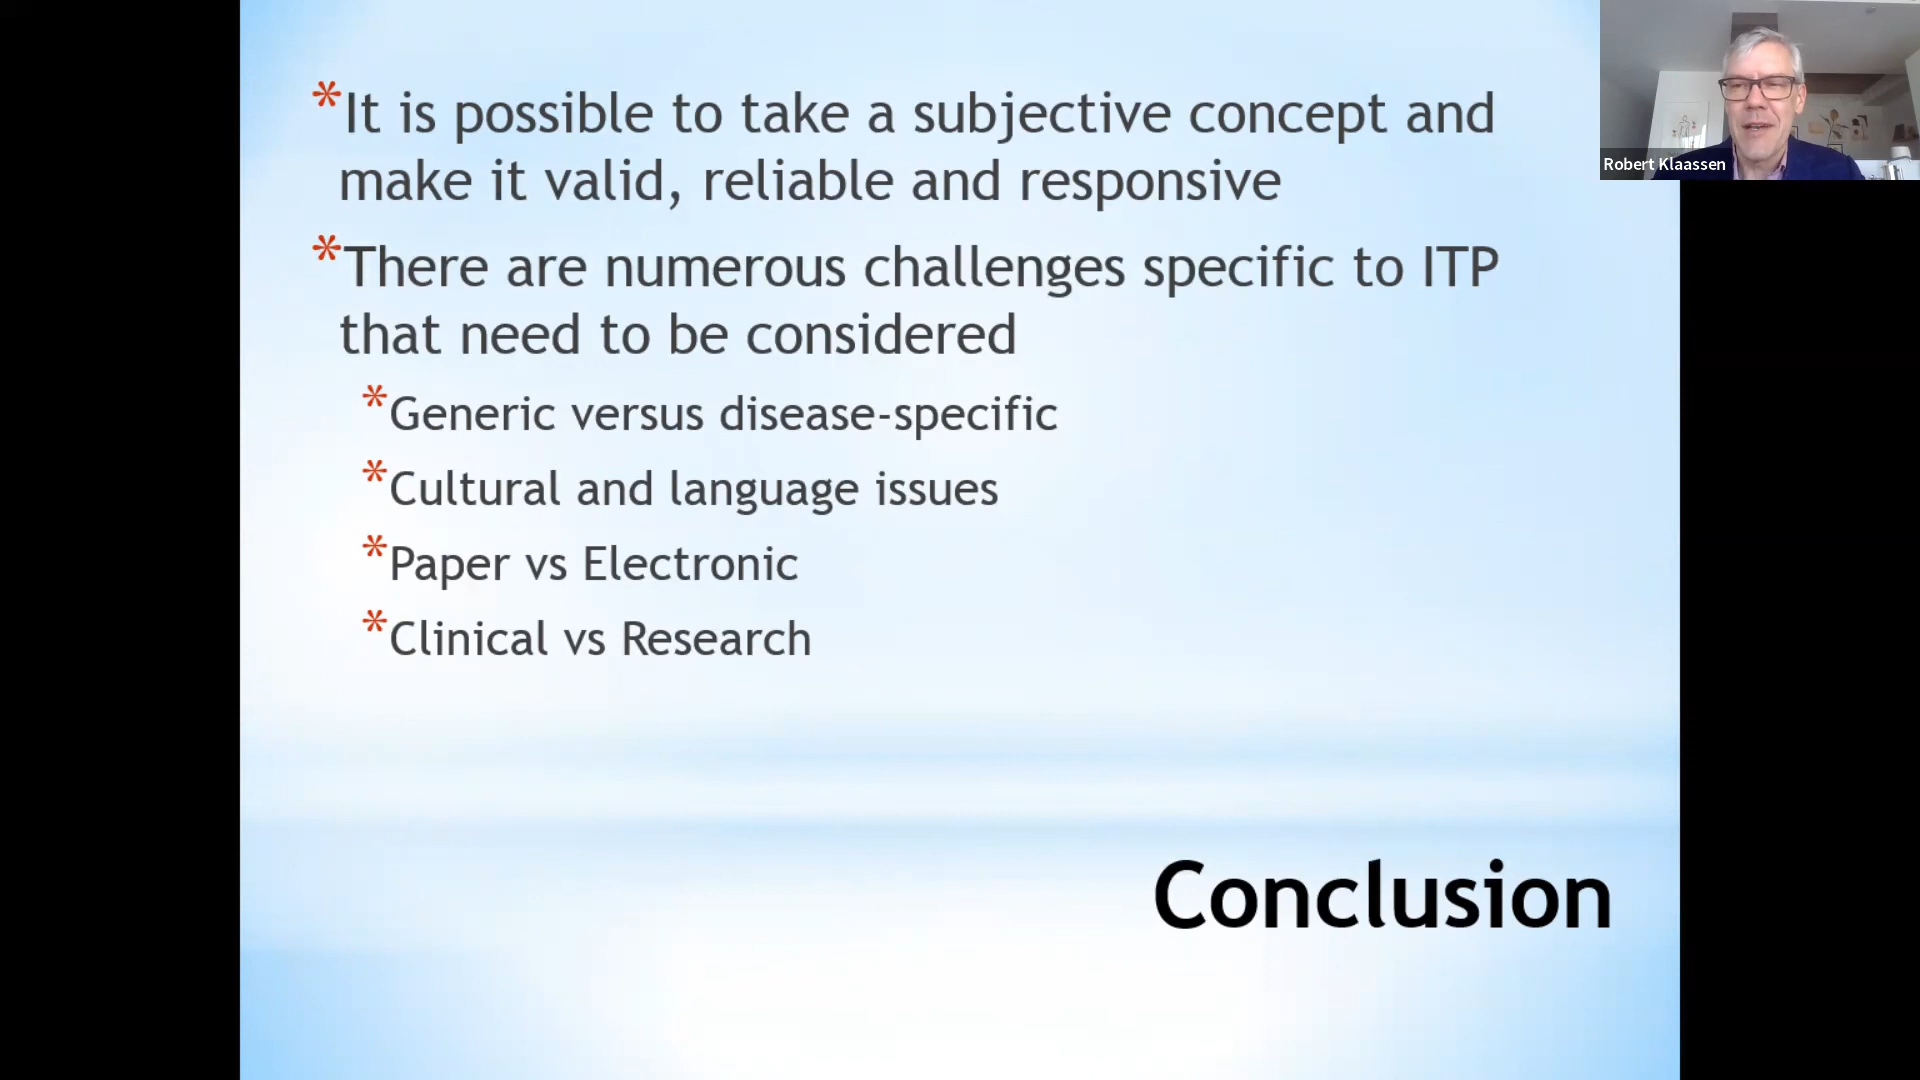 *It is possible to take a subjective concept and
make it valid, reliable and responsive
*There are numerous challenges specific to ITP
that need to be considered
*Generic versus disease-specific
*Cultural and language issues
*Paper vs Electronic
*Clinical vs Research
Conclusion
Robert Klaassen